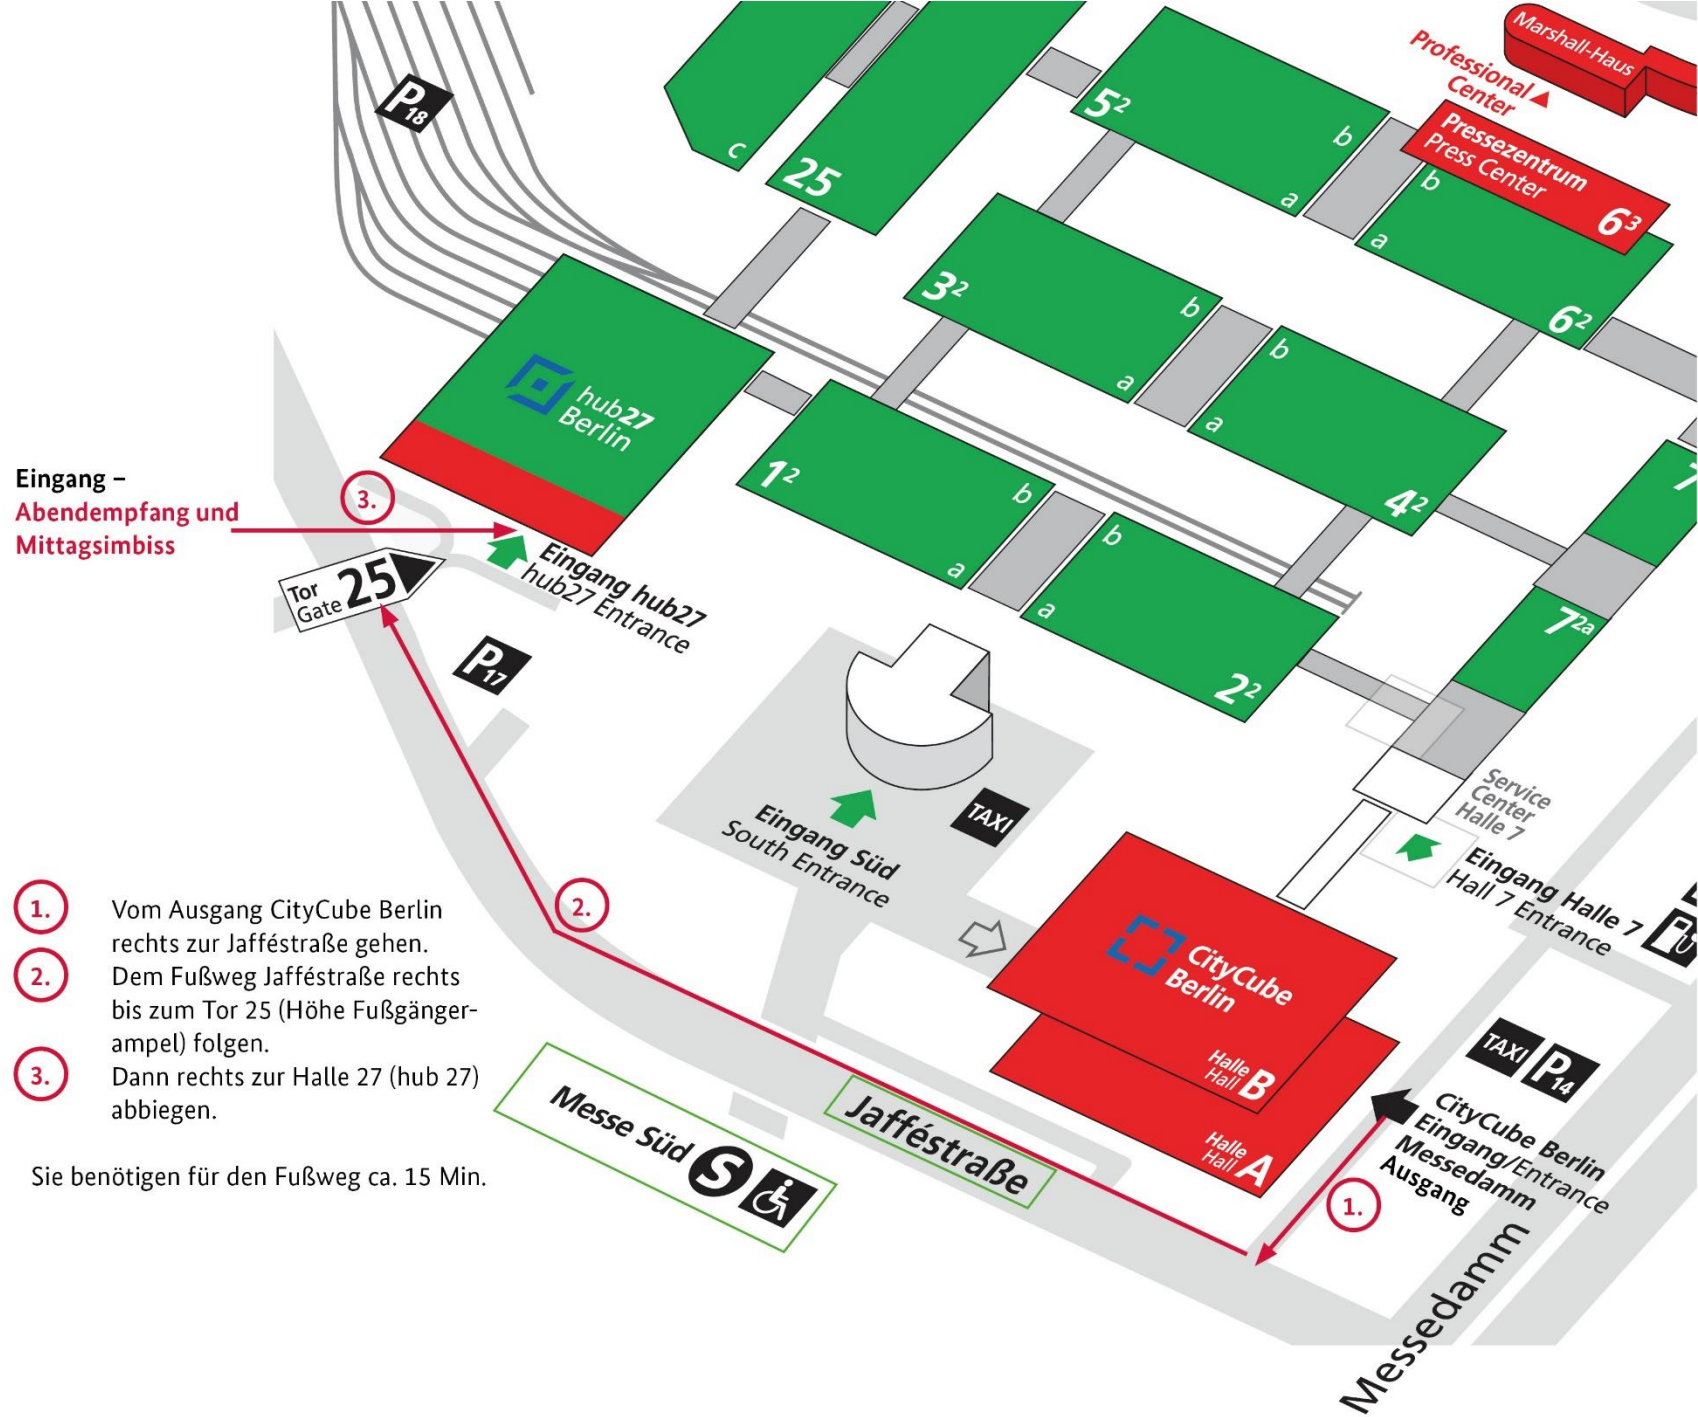 Marshall-Haus
Professional
Center
Pressezentrum
Press Center
6³
P18
c
25
5²
b
a
b
a
6²
3²
b
a
b
a
4²
hub27
Berlin
1²
b
a
b
a
2²
7
7²ᵃ
Eingang –
Abendempfang und
Mittagsimbiss
3.
Tor
Gate 25
Eingang hub27
hub27 Entrance
P17
Eingang Süd
South Entrance
TAXI
Service
Center
Halle 7
Eingang Halle 7
Hall 7 Entrance
2.
CityCube
Berlin
Halle
Hall B
Halle
Hall A
TAXI P14
CityCube Berlin
Eingang/Entrance
Messedamm
Ausgang
1.
Messedamm
Jafféstraße
Messe Süd S
1. Vom Ausgang CityCube Berlin
rechts zur Jafféstraße gehen.
2. Dem Fußweg Jafféstraße rechts
bis zum Tor 25 (Höhe Fußgänger-
ampel) folgen.
3. Dann rechts zur Halle 27 (hub 27)
abbiegen.
Sie benötigen für den Fußweg ca. 15 Min.